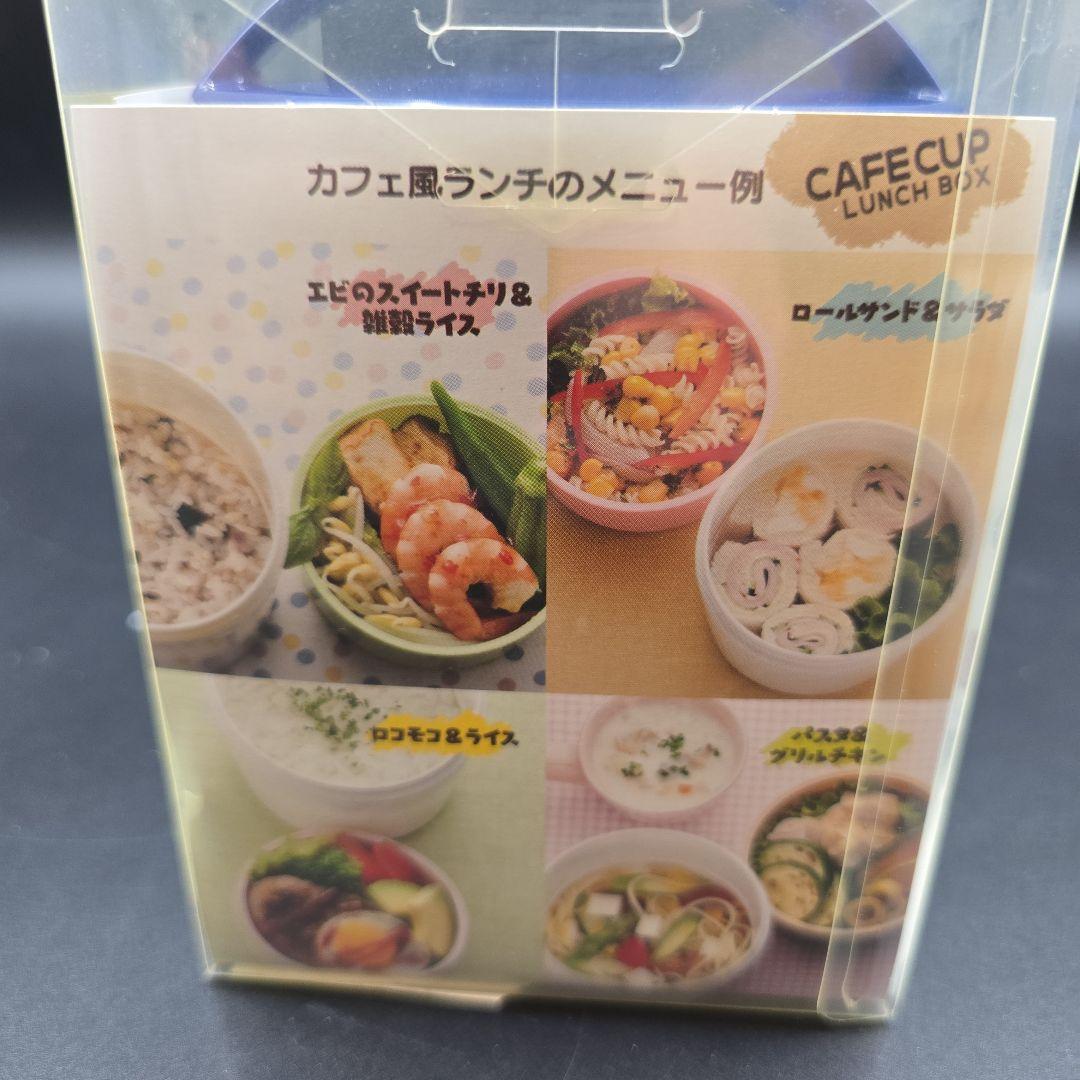 カフェ風ランチのメニュー例
CAFE CUP
LUNCH BOX
エビのスイートチリ&
雑穀ライス
ロールサンド&サラダ
ロコモコ&ライス
パスタ&
グリルチキン